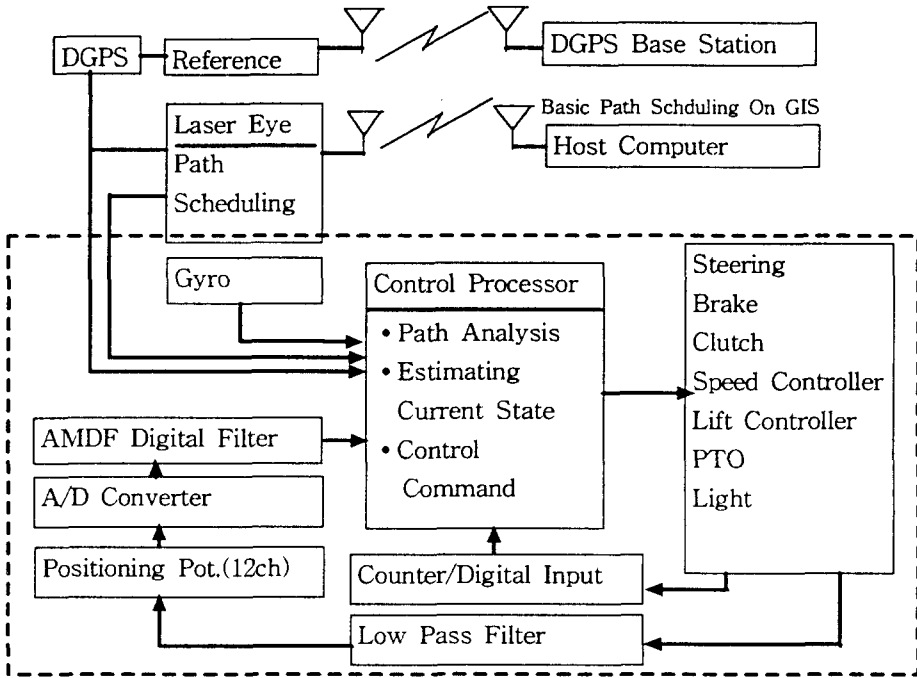 DGPS
Reference
DGPS Base Station
Laser Eye
Path
Scheduling
Basic Path Schduling On GIS
Host Computer
Gyro
Control Processor
• Path Analysis
• Estimating
Current State
• Control
Command
Steering
Brake
Clutch
Speed Controller
Lift Controller
PTO
Light
AMDF Digital Filter
A/D Converter
Positioning Pot.(12ch)
Counter/Digital Input
Low Pass Filter